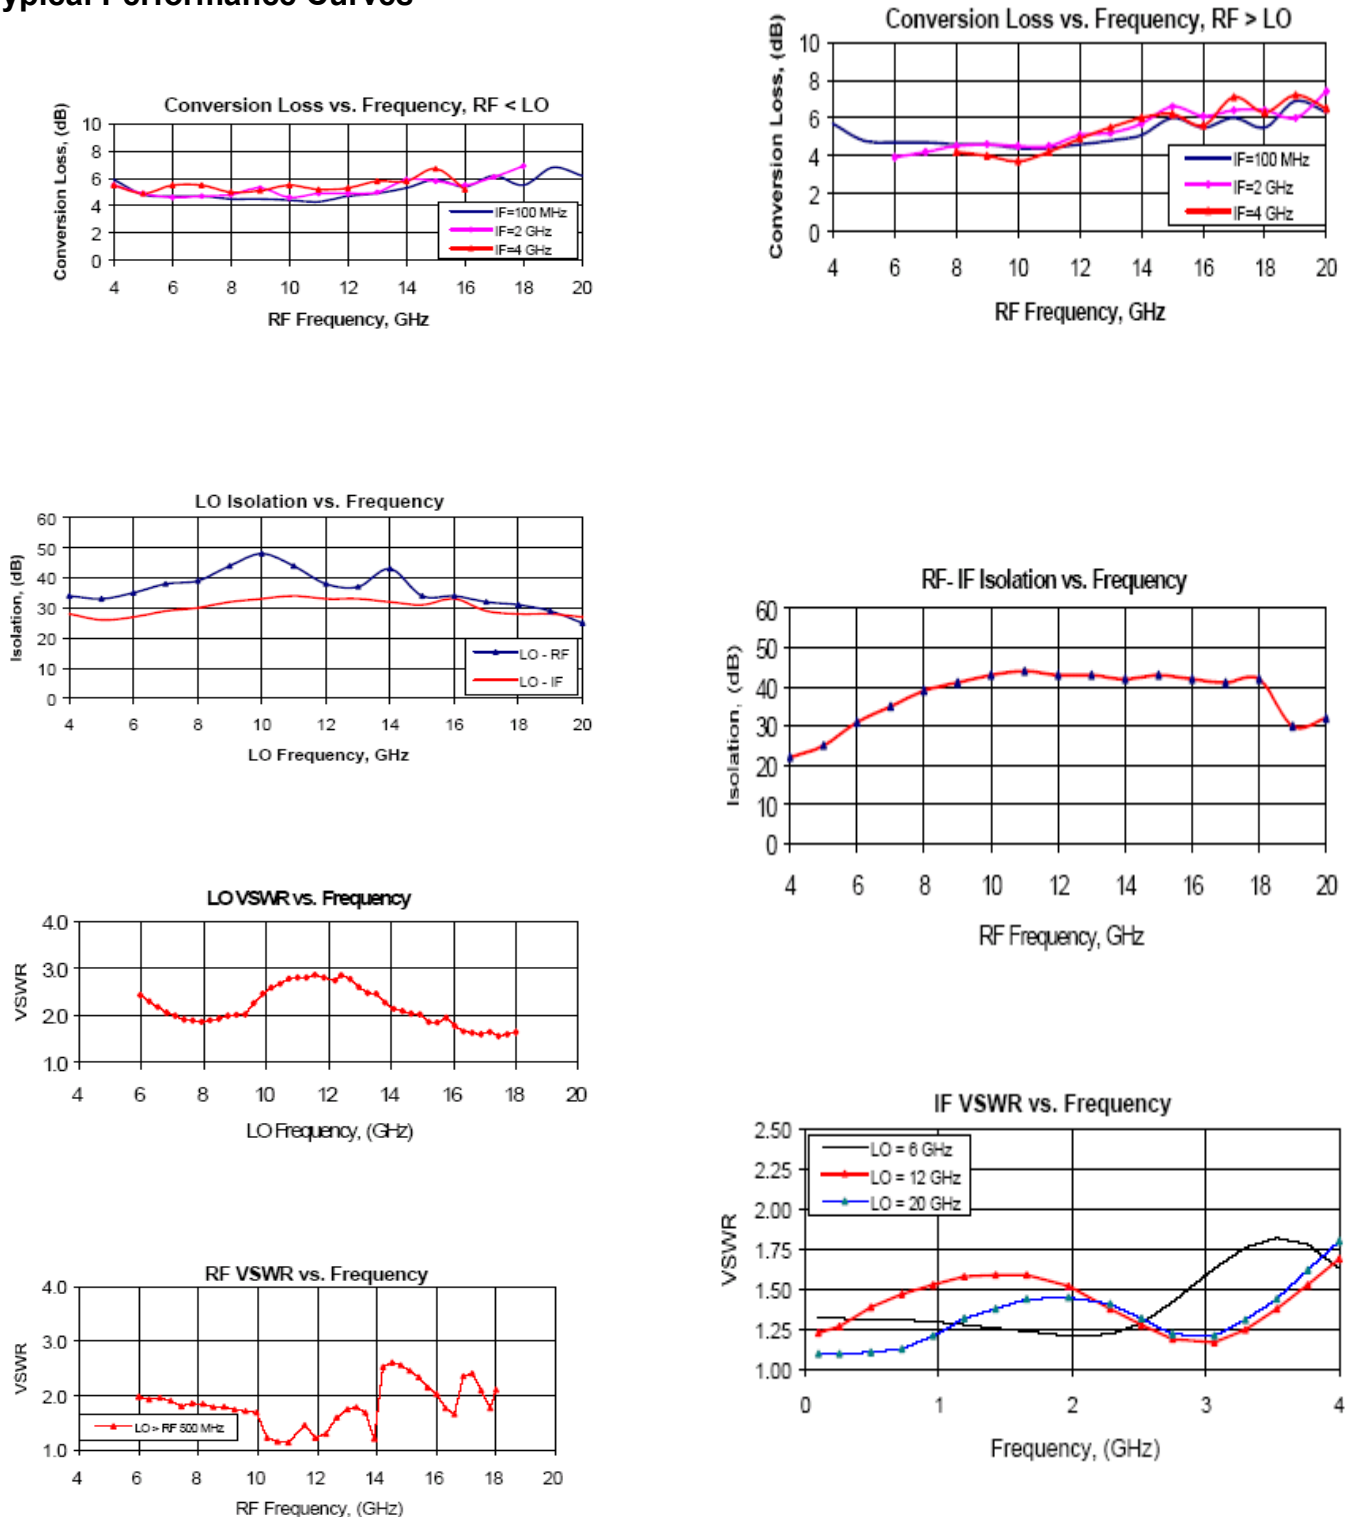 ypical Performance Curves
Conversion Loss vs. Frequency, RF < LO
Conversion Loss, (dB)
10
8
6
4
2
0
IF=100 MHz
IF=2 GHz
IF=4 GHz
4 6 8 10 12 14 16 18 20
RF Frequency, GHz
Conversion Loss vs. Frequency, RF > LO
Conversion Loss, (dB)
10
8
6
4
2
0
IF=100 MHz
IF=2 GHz
IF=4 GHz
4 6 8 10 12 14 16 18 20
RF Frequency, GHz
LO Isolation vs. Frequency
Isolation, (dB)
60
50
40
30
20
10
0
LO - RF
LO - IF
4 6 8 10 12 14 16 18 20
LO Frequency, GHz
RF- IF Isolation vs. Frequency
Isolation, (dB)
60
50
40
30
20
10
0
4 6 8 10 12 14 16 18 20
RF Frequency, GHz
LO VSWR vs. Frequency
VSWR
4.0
3.0
2.0
1.0
4 6 8 10 12 14 16 18 20
LO Frequency, (GHz)
IF VSWR vs. Frequency
VSWR
2.50
2.25
2.00
1.75
1.50
1.25
1.00
LO = 6 GHz
LO = 12 GHz
LO = 20 GHz
0 1 2 3 4
Frequency, (GHz)
RF VSWR vs. Frequency
VSWR
4.0
3.0
2.0
1.0
LO > RF 500 MHz
4 6 8 10 12 14 16 18 20
RF Frequency, (GHz)